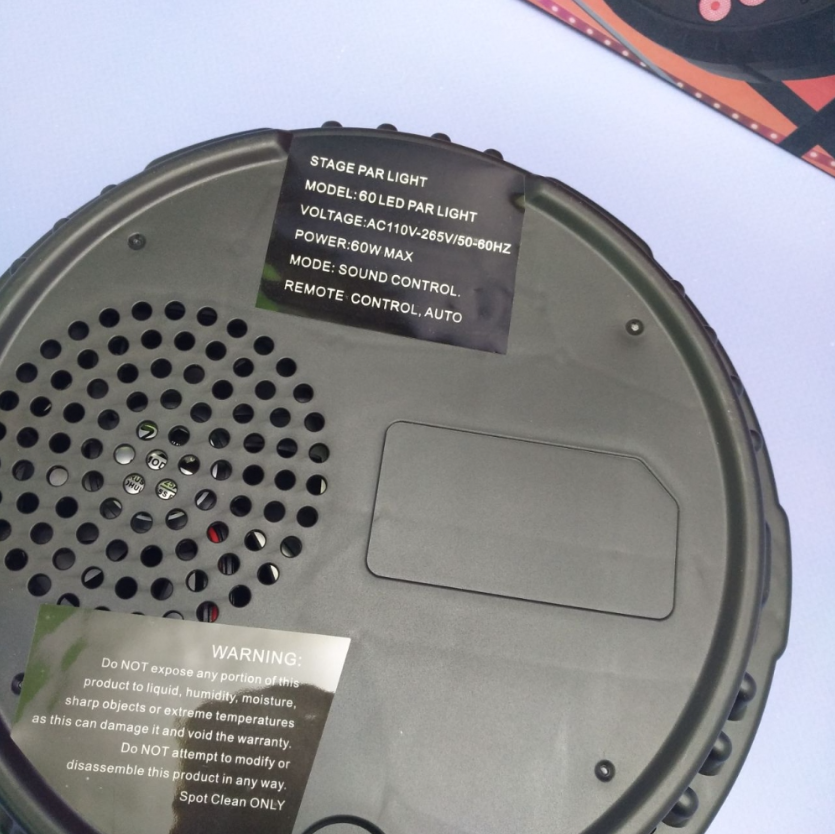 STAGE PAR LIGHT
MODEL:60LED PAR LIGHT
VOLTAGE:AC110V-265V/50-60HZ
POWER:60W MAX
MODE: SOUND CONTROL.
REMOTE CONTROL, AUTO
WARNING:
Do NOT expose any portion of this
product to liquid, humidity, moisture,
sharp objects or extreme temperatures
as this can damage it and void the warranty.
Do NOT attempt to modify or
disassemble this product in any way.
Spot Clean ONLY